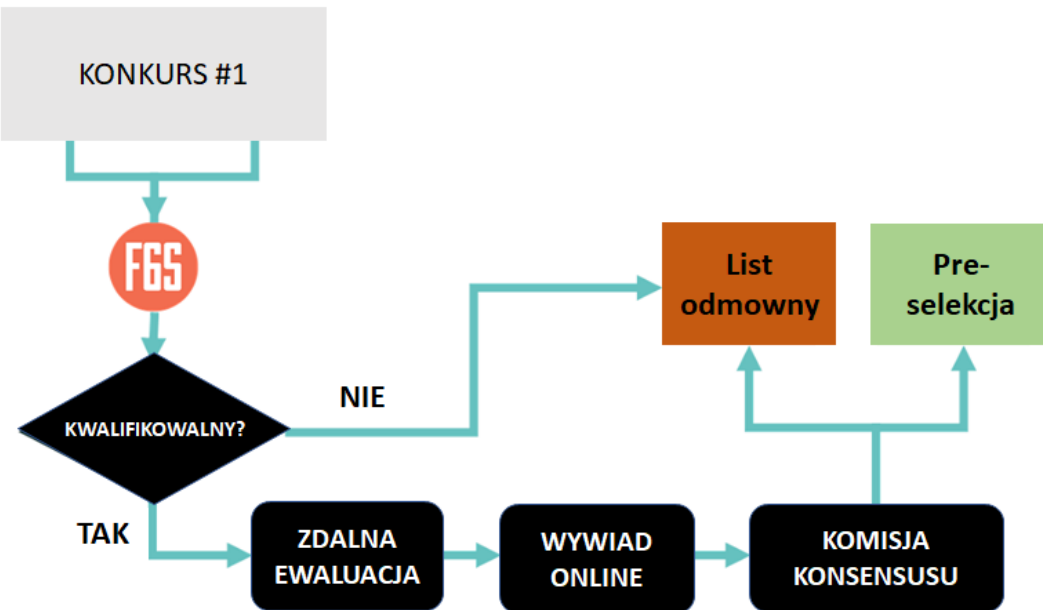 KONKURS #1
F6S
List
odmowny
Pre-
selekcja
NIE
KWALIFIKOWALNY?
TAK
ZDALNA
EWALUACJA
WYWIAD
ONLINE
KOMISJA
KONSENSUSU